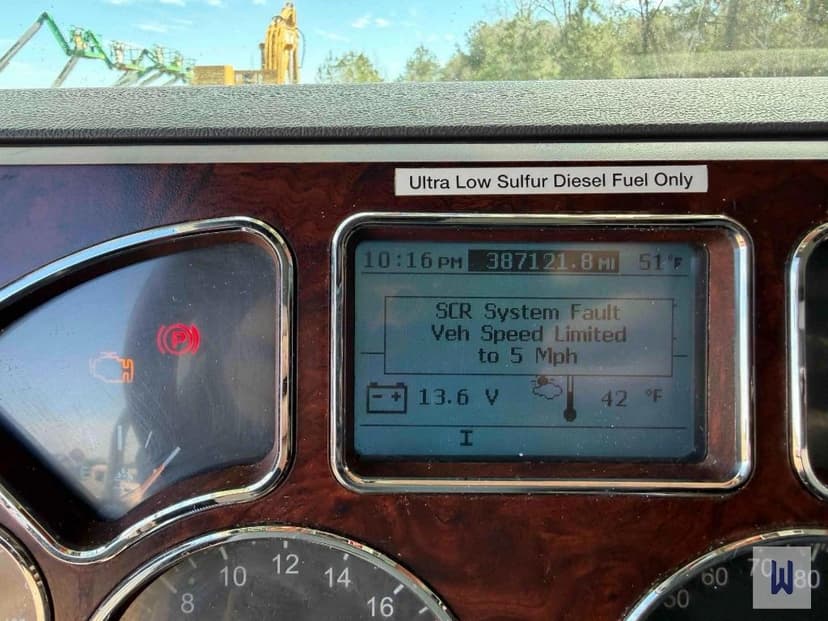 Ultra Low Sulfur Diesel Fuel Only
10:16 PM 387121.8 MI 51°F
SCR System Fault
Veh Speed Limited
to 5 Mph
- + 13.6 V 42 °F
I
P
E
8 10 12 14 16
50 60 70 80
W